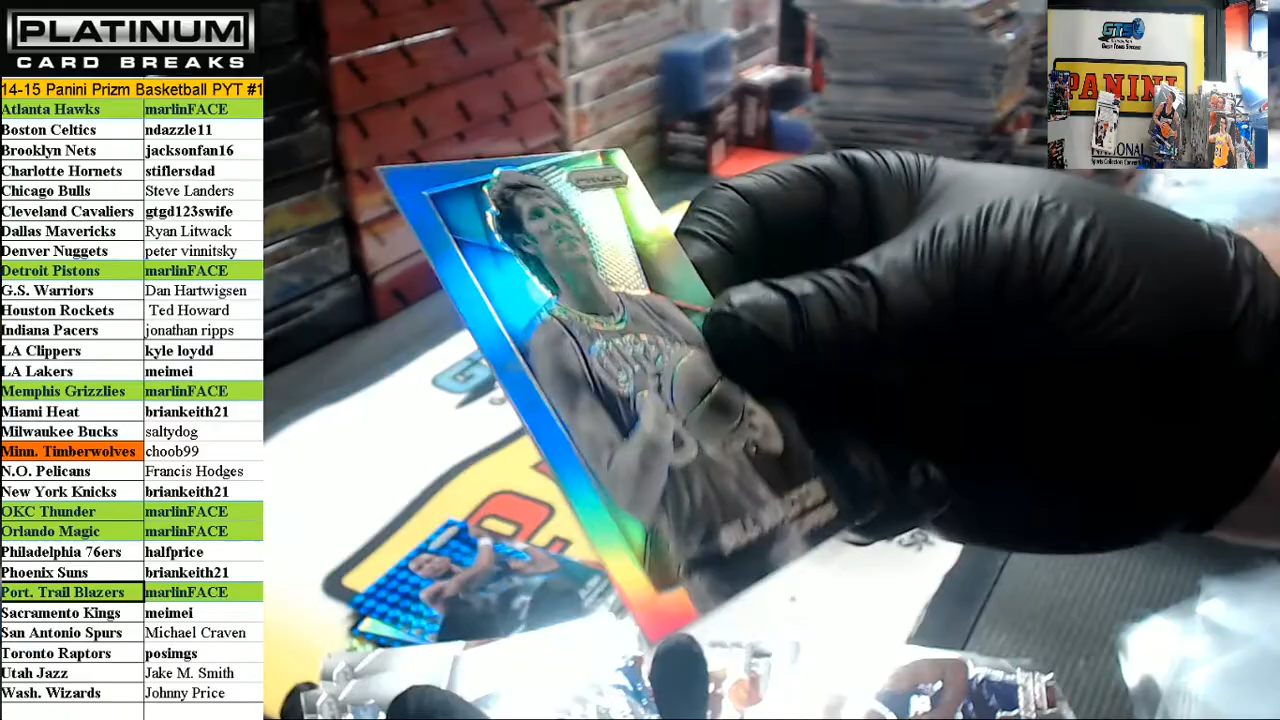 PLATINUM
CARD BREAKS
14-15 Panini Prizm Basketball PYT #1
Atlanta Hawks marlinFACE
Boston Celtics ndazzle11
Brooklyn Nets jacksonfan16
Charlotte Hornets stiflersdad
Chicago Bulls Steve Landers
Cleveland Cavaliers gtgd123swife
Dallas Mavericks Ryan Litwack
Denver Nuggets peter vinnitsky
Detroit Pistons marlinFACE
G.S. Warriors Dan Hartwigsen
Houston Rockets Ted Howard
Indiana Pacers jonathan ripps
LA Clippers kyle loydd
LA Lakers meimei
Memphis Grizzlies marlinFACE
Miami Heat briankeith21
Milwaukee Bucks saltydog
Minn. Timberwolves choob99
N.O. Pelicans Francis Hodges
New York Knicks briankeith21
OKC Thunder marlinFACE
Orlando Magic marlinFACE
Philadelphia 76ers halfprice
Phoenix Suns briankeith21
Port. Trail Blazers marlinFACE
Sacramento Kings meimei
San Antonio Spurs Michael Craven
Toronto Raptors posimgs
Utah Jazz Jake M. Smith
Wash. Wizards Johnny Price
GTS
PANINI